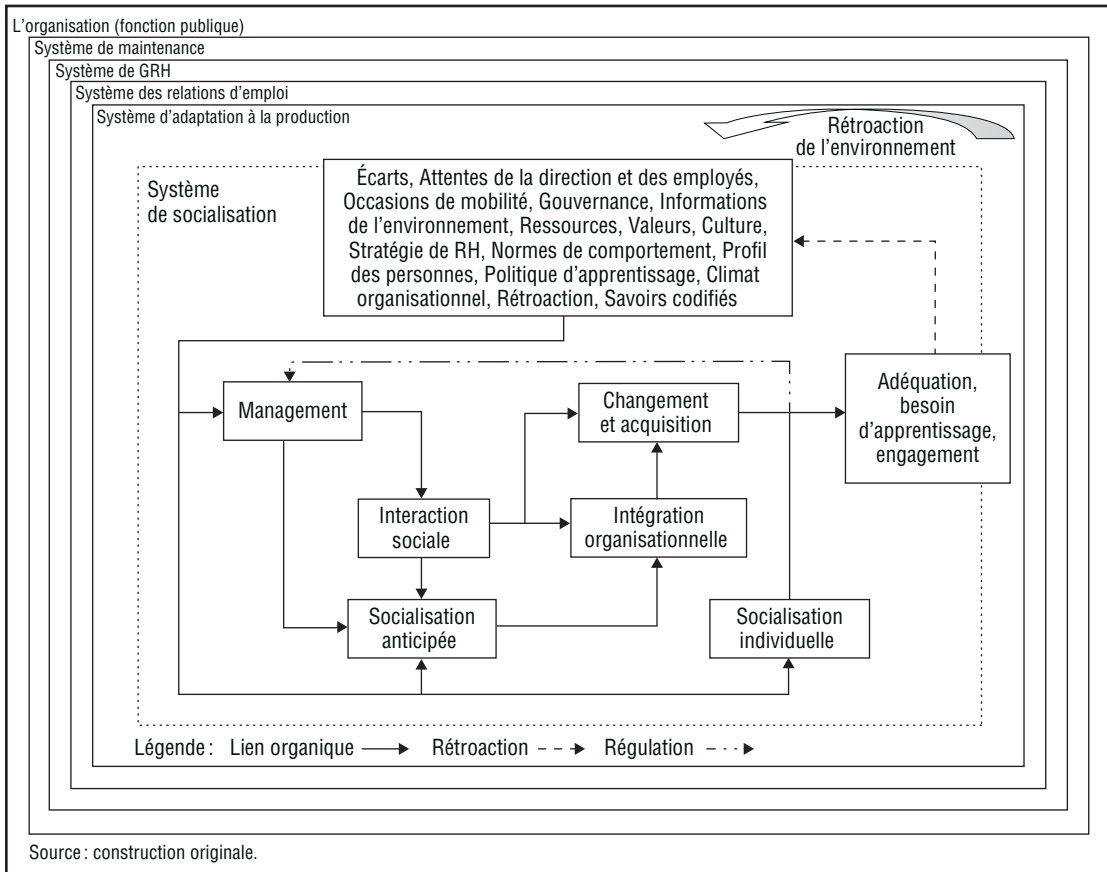 L'organisation (fonction publique)
Système de maintenance
Système de GRH
Système des relations d'emploi
Système d'adaptation à la production
Rétroaction
de l'environnement
Système
de socialisation
Écarts, Attentes de la direction et des employés,
Occasions de mobilité, Gouvernance, Informations
de l'environnement, Ressources, Valeurs, Culture,
Stratégie de RH, Normes de comportement, Profil
des personnes, Politique d'apprentissage, Climat
organisationnel, Rétroaction, Savoirs codifiés
Management
Changement
et acquisition
Adéquation,
besoin
d'apprentissage,
engagement
Interaction
sociale
Intégration
organisationnelle
Socialisation
anticipée
Socialisation
individuelle
Légende : Lien organique Rétroaction Régulation
Source : construction originale.